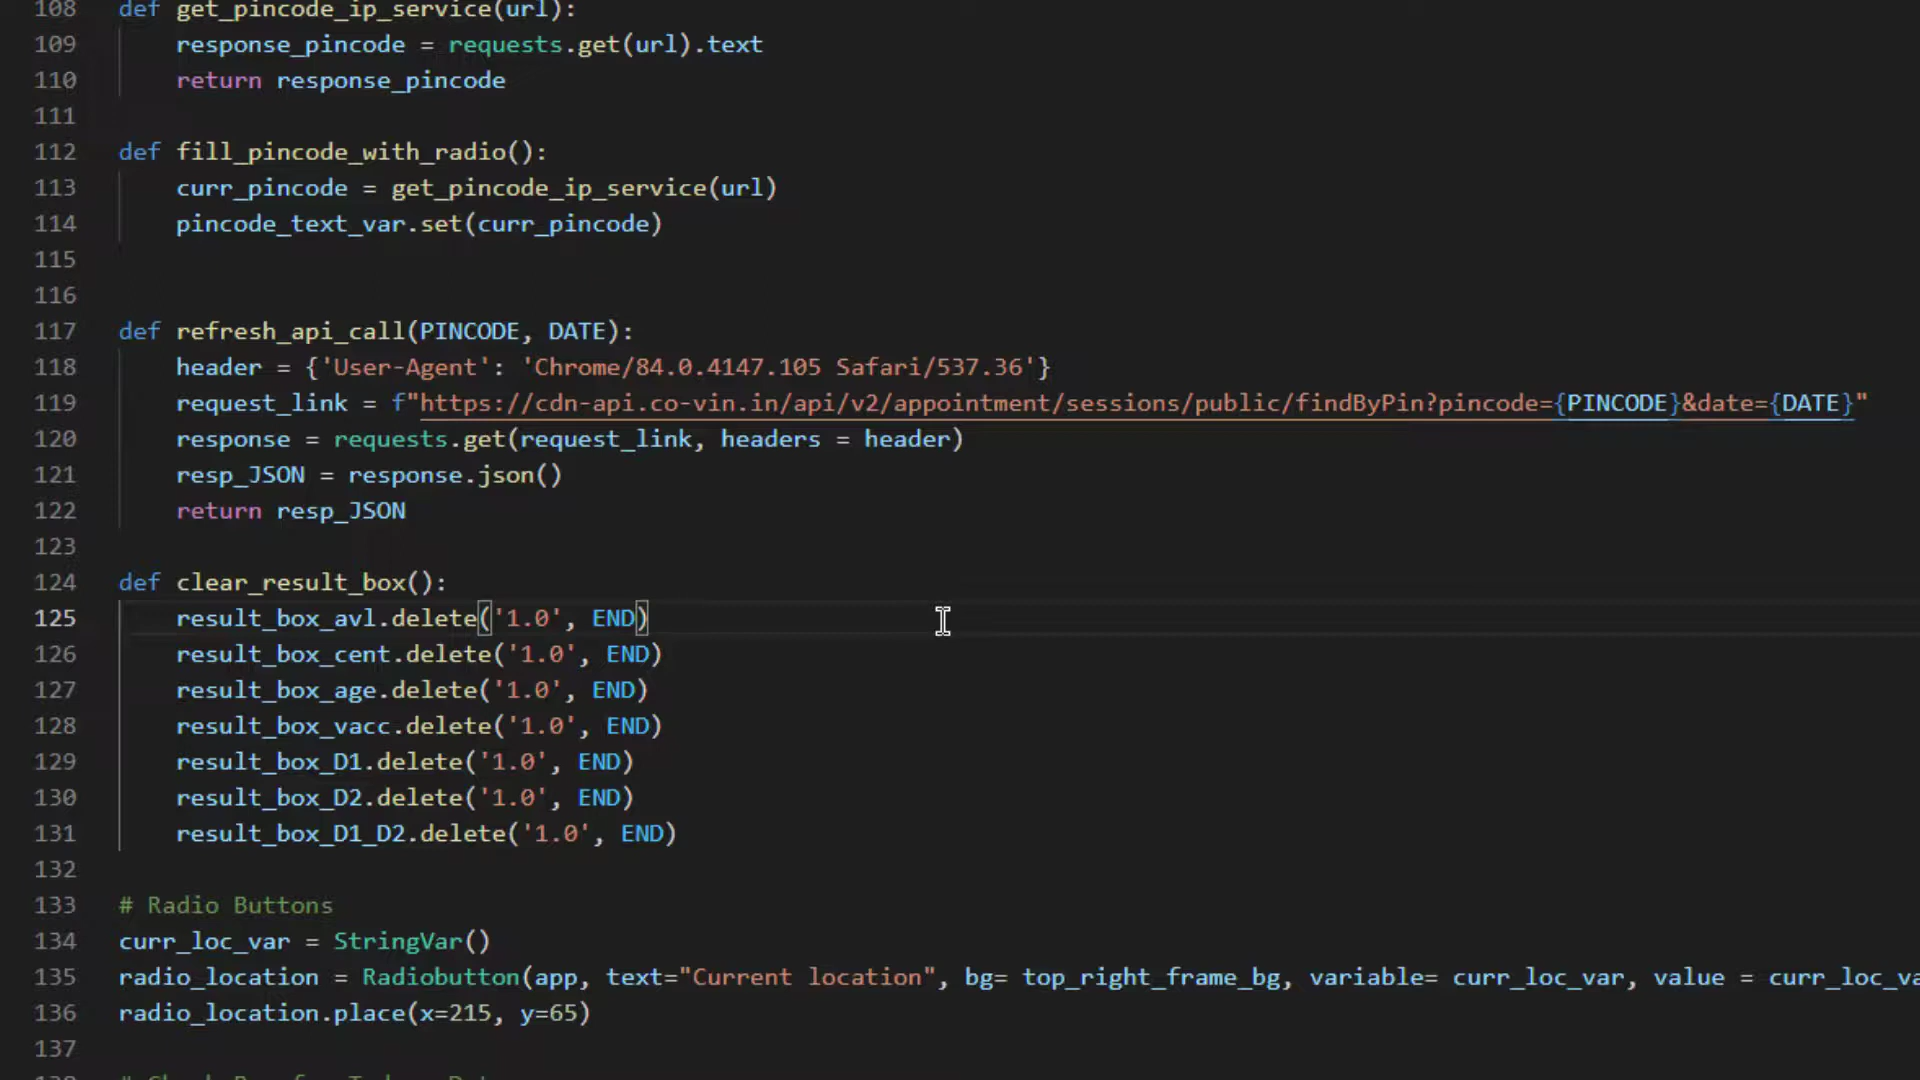 108 def get_pincode_ip_service(url):
109 response_pincode = requests.get(url).text
110 return response_pincode
111
112 def fill_pincode_with_radio():
113 curr_pincode = get_pincode_ip_service(url)
114 pincode_text_var.set(curr_pincode)
115
116
117 def refresh_api_call(PINCODE, DATE):
118 header = {'User-Agent': 'Chrome/84.0.4147.105 Safari/537.36'}
119 request_link = f"https://cdn-api.co-vin.in/api/v2/appointment/sessions/public/findByPin?pincode={PINCODE}&date={DATE}"
120 response = requests.get(request_link, headers = header)
121 resp_JSON = response.json()
122 return resp_JSON
123
124 def clear_result_box():
125 result_box_avl.delete('1.0', END)
126 result_box_cent.delete('1.0', END)
127 result_box_age.delete('1.0', END)
128 result_box_vacc.delete('1.0', END)
129 result_box_D1.delete('1.0', END)
130 result_box_D2.delete('1.0', END)
131 result_box_D1_D2.delete('1.0', END)
132
133 # Radio Buttons
134 curr_loc_var = StringVar()
135 radio_location = Radiobutton(app, text="Current location", bg= top_right_frame_bg, variable= curr_loc_var, value = curr_loc_va
136 radio_location.place(x=215, y=65)
137